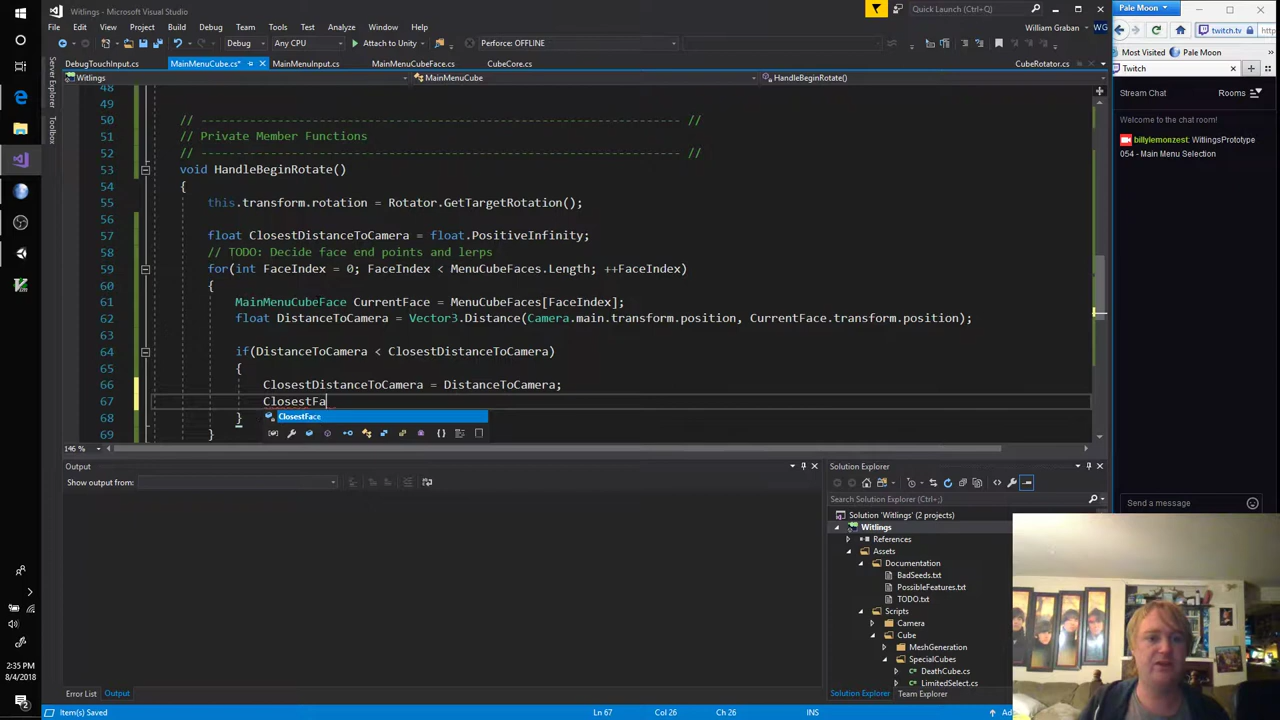 Witlings - Microsoft Visual Studio
Quick Launch (Ctrl+Q)
Pale Moon
File Edit View Project Build Debug Team Tools Test Analyze Window Help
William Graban WG
Debug Any CPU Attach to Unity Perforce: OFFLINE
twitch.tv
Most Visited Pale Moon
DebugTouchInput.cs MainMenuCube.cs* MainMenuInput.cs MainMenuCubeFace.cs CubeCore.cs CubeRotator.cs
Twitch
Witlings MainMenuCube HandleBeginRotate()
Stream Chat Rooms
Welcome to the chat room!
billylemonzest: WitlingsPrototype
054 - Main Menu Selection
Server Explorer
Toolbox
48
49
50 // ----------------------------------------------------------------------- //
51 // Private Member Functions
52 // ----------------------------------------------------------------------- //
53 void HandleBeginRotate()
54 {
55 this.transform.rotation = Rotator.GetTargetRotation();
56
57 float ClosestDistanceToCamera = float.PositiveInfinity;
58 // TODO: Decide face end points and lerps
59 for(int FaceIndex = 0; FaceIndex < MenuCubeFaces.Length; ++FaceIndex)
60 {
61 MainMenuCubeFace CurrentFace = MenuCubeFaces[FaceIndex];
62 float DistanceToCamera = Vector3.Distance(Camera.main.transform.position, CurrentFace.transform.position);
63
64 if(DistanceToCamera < ClosestDistanceToCamera)
65 {
66 ClosestDistanceToCamera = DistanceToCamera;
67 ClosestFa
ClosestFace
68 }
69 }
146 %
Output
Show output from:
Solution Explorer
Search Solution Explorer (Ctrl+;)
Solution 'Witlings' (2 projects)
Witlings
References
Assets
Documentation
BadSeeds.txt
PossibleFeatures.txt
TODO.txt
Scripts
Camera
Cube
MeshGeneration
SpecialCubes
DeathCube.cs
LimitedSelect.cs
Send a message
Error List Output
Solution Explorer Team Explorer
Item(s) Saved Ln 67 Col 26 Ch 26 INS
2:35 PM
8/4/2018
2